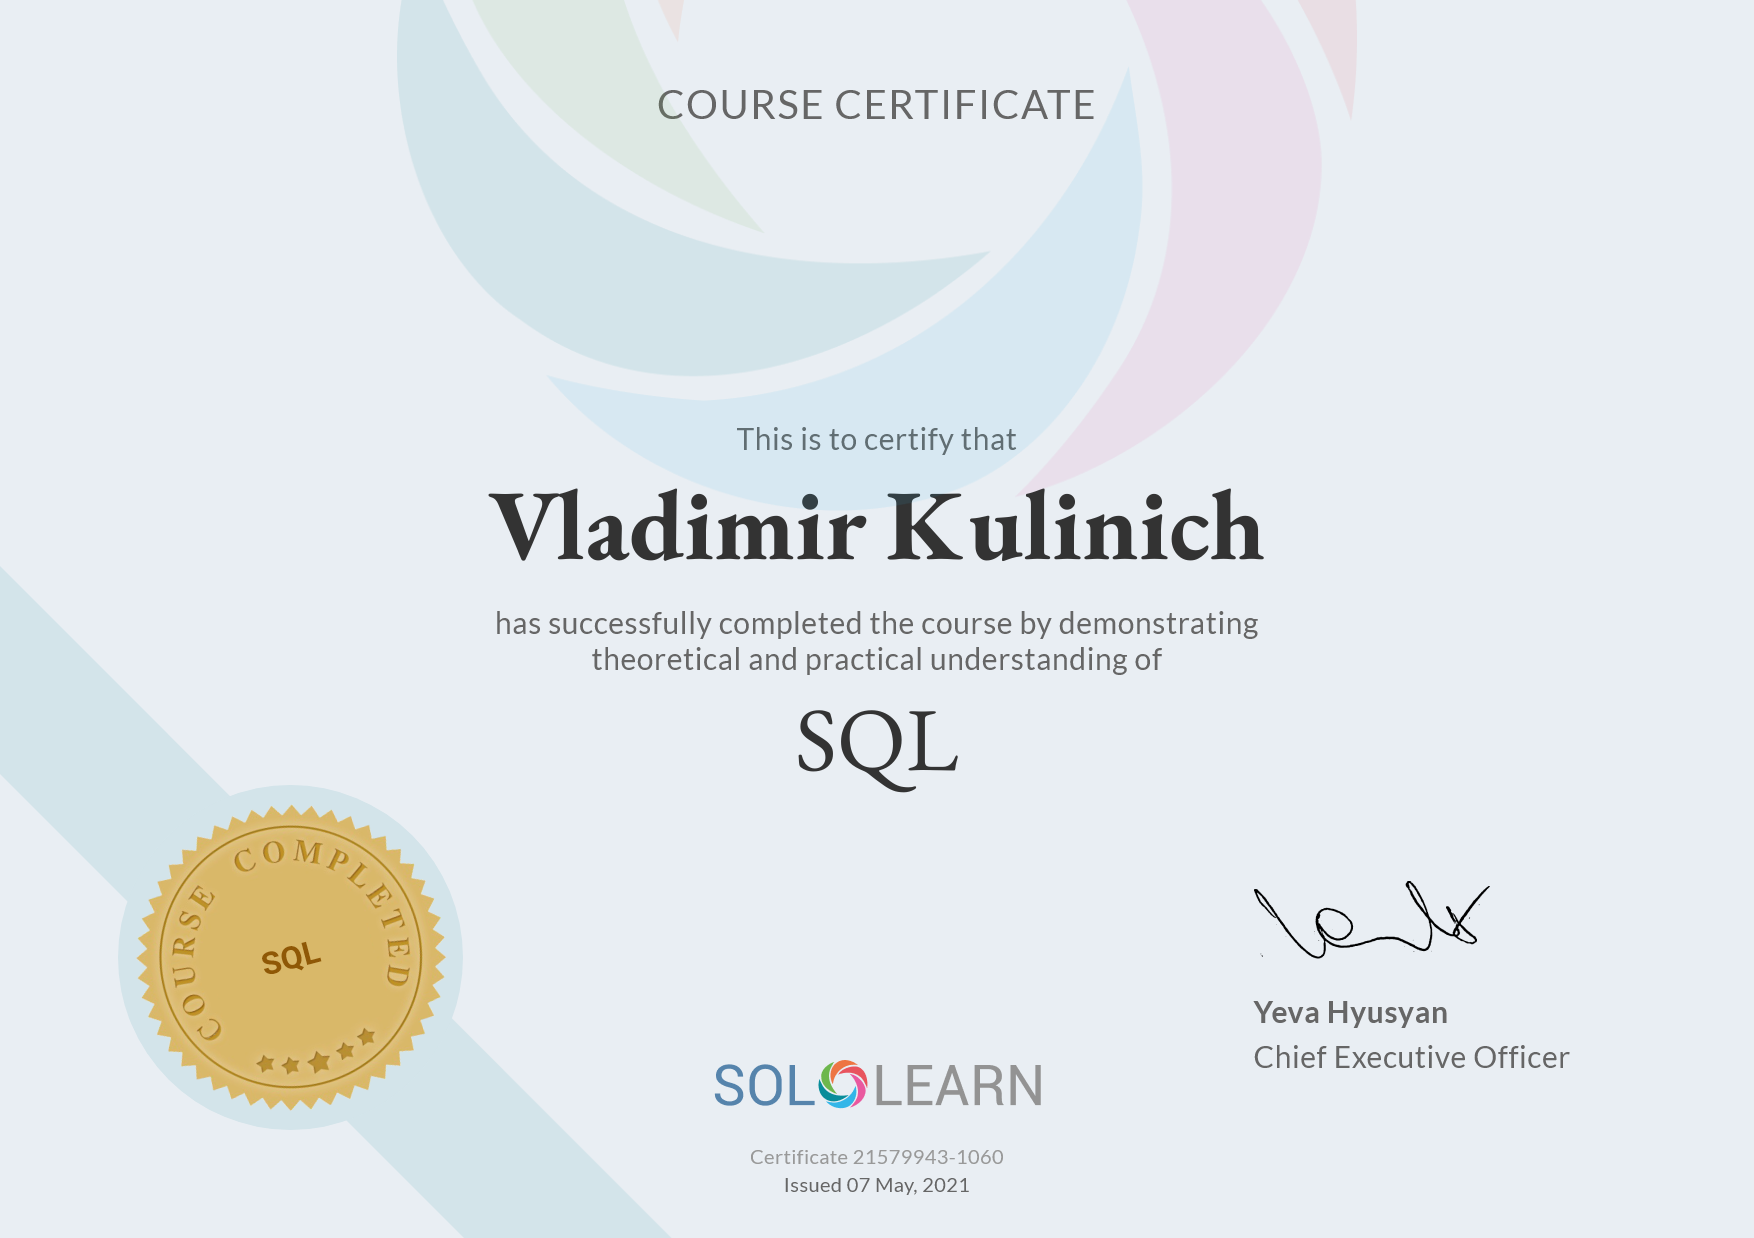 COURSE CERTIFICATE
This is to certify that
Vladimir Kulinich
has successfully completed the course by demonstrating
theoretical and practical understanding of
SQL
COURSE COMPLETED
SQL
Yeva Hyusyan
Chief Executive Officer
SOLOLEARN
Certificate 21579943-1060
Issued 07 May, 2021